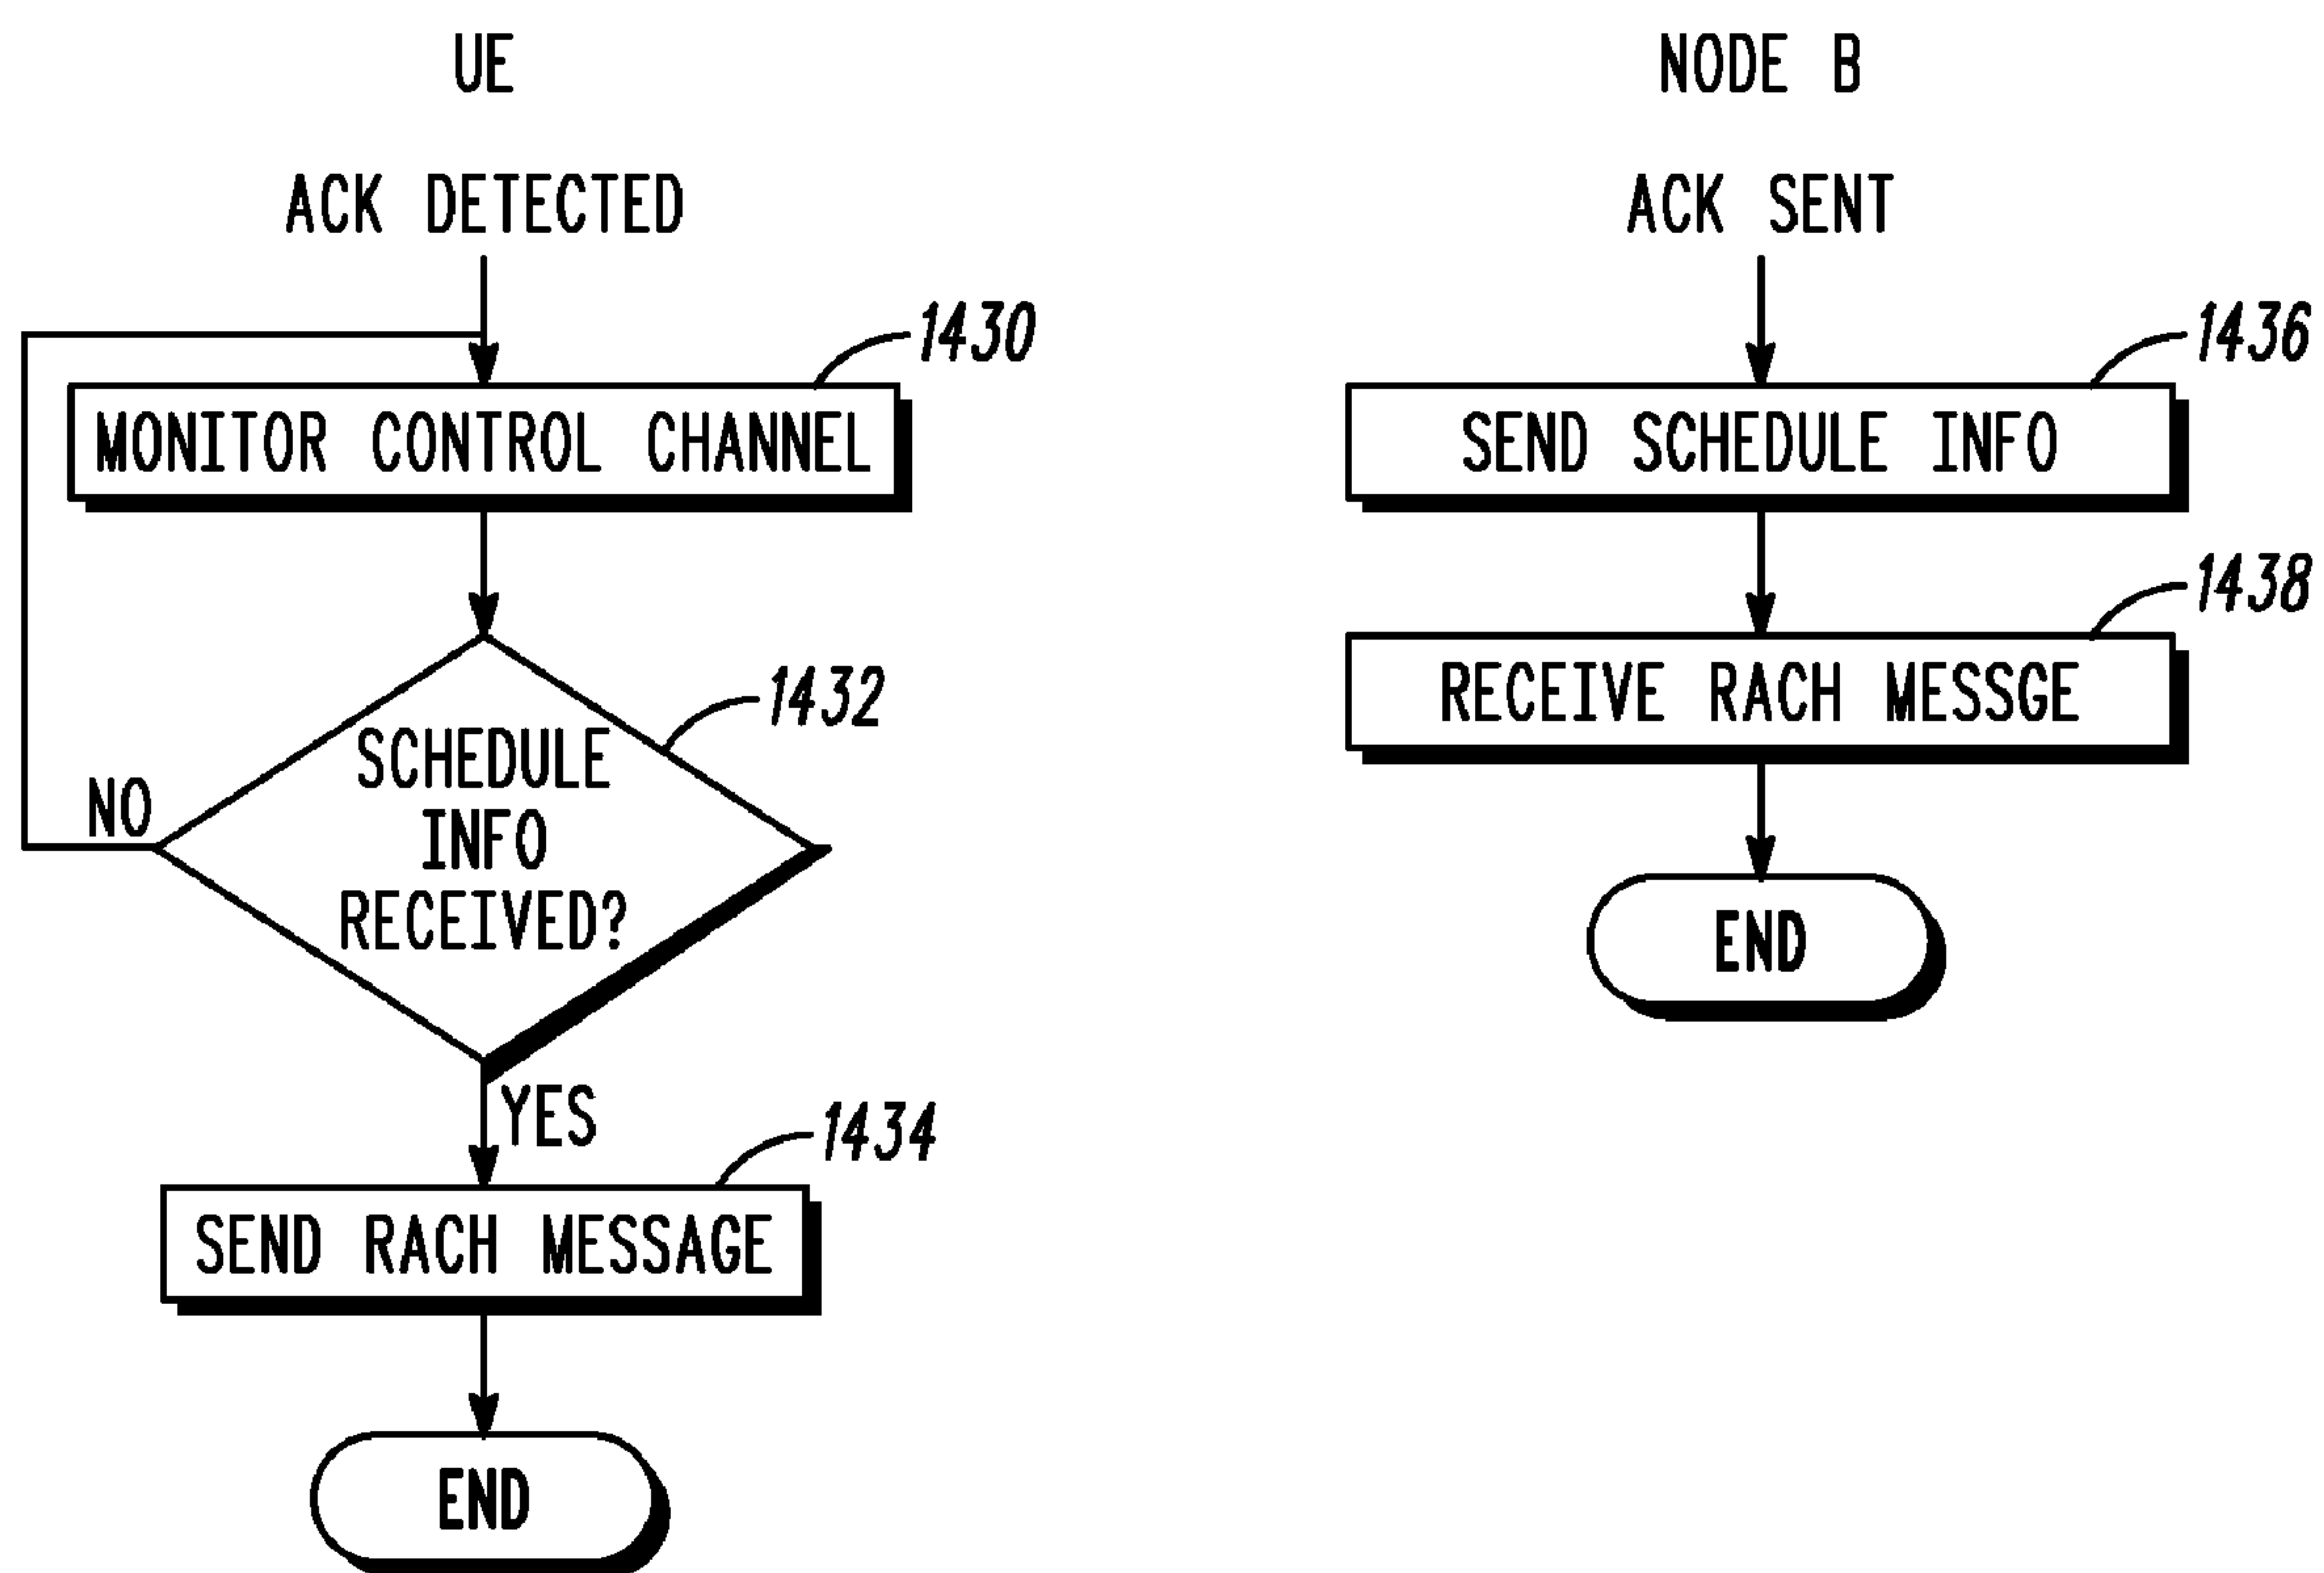 UE
ACK DETECTED
1430
MONITOR CONTROL CHANNEL
1432
SCHEDULE
INFO
RECEIVED?
NO
YES
1434
SEND RACH MESSAGE
END
NODE B
ACK SENT
1436
SEND SCHEDULE INFO
1438
RECEIVE RACH MESSGE
END